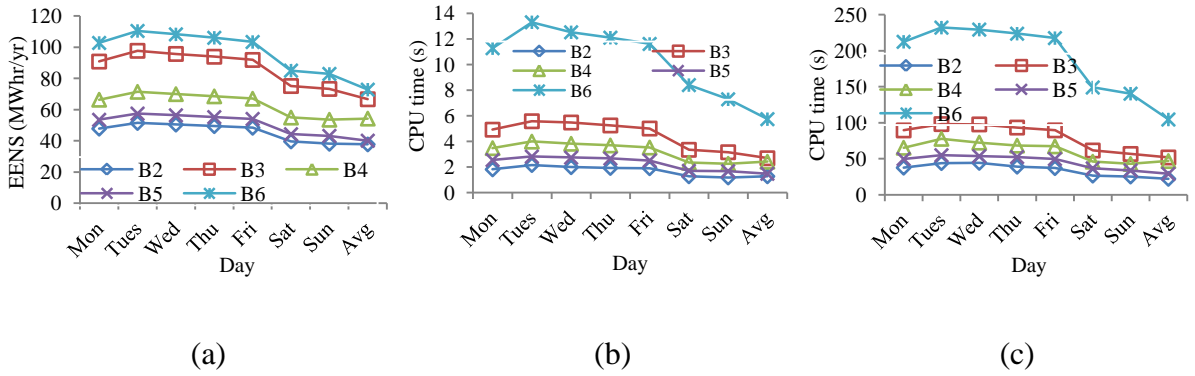 EENS (MWhr/yr)
120
100
80
60
40
20
0
B2 B3 B4
B5 B6
Mon Tues Wed Thu Fri Sat Sun Avg
Day
(a)
CPU time (s)
14
12
10
8
6
4
2
0
B2 B3
B4 B5
B6
Mon Tues Wed Thu Fri Sat Sun Avg
Day
(b)
CPU time (s)
250
200
150
100
50
0
B2 B3
B4 B5
B6
Mon Tues Wed Thu Fri Sat Sun Avg
Day
(c)